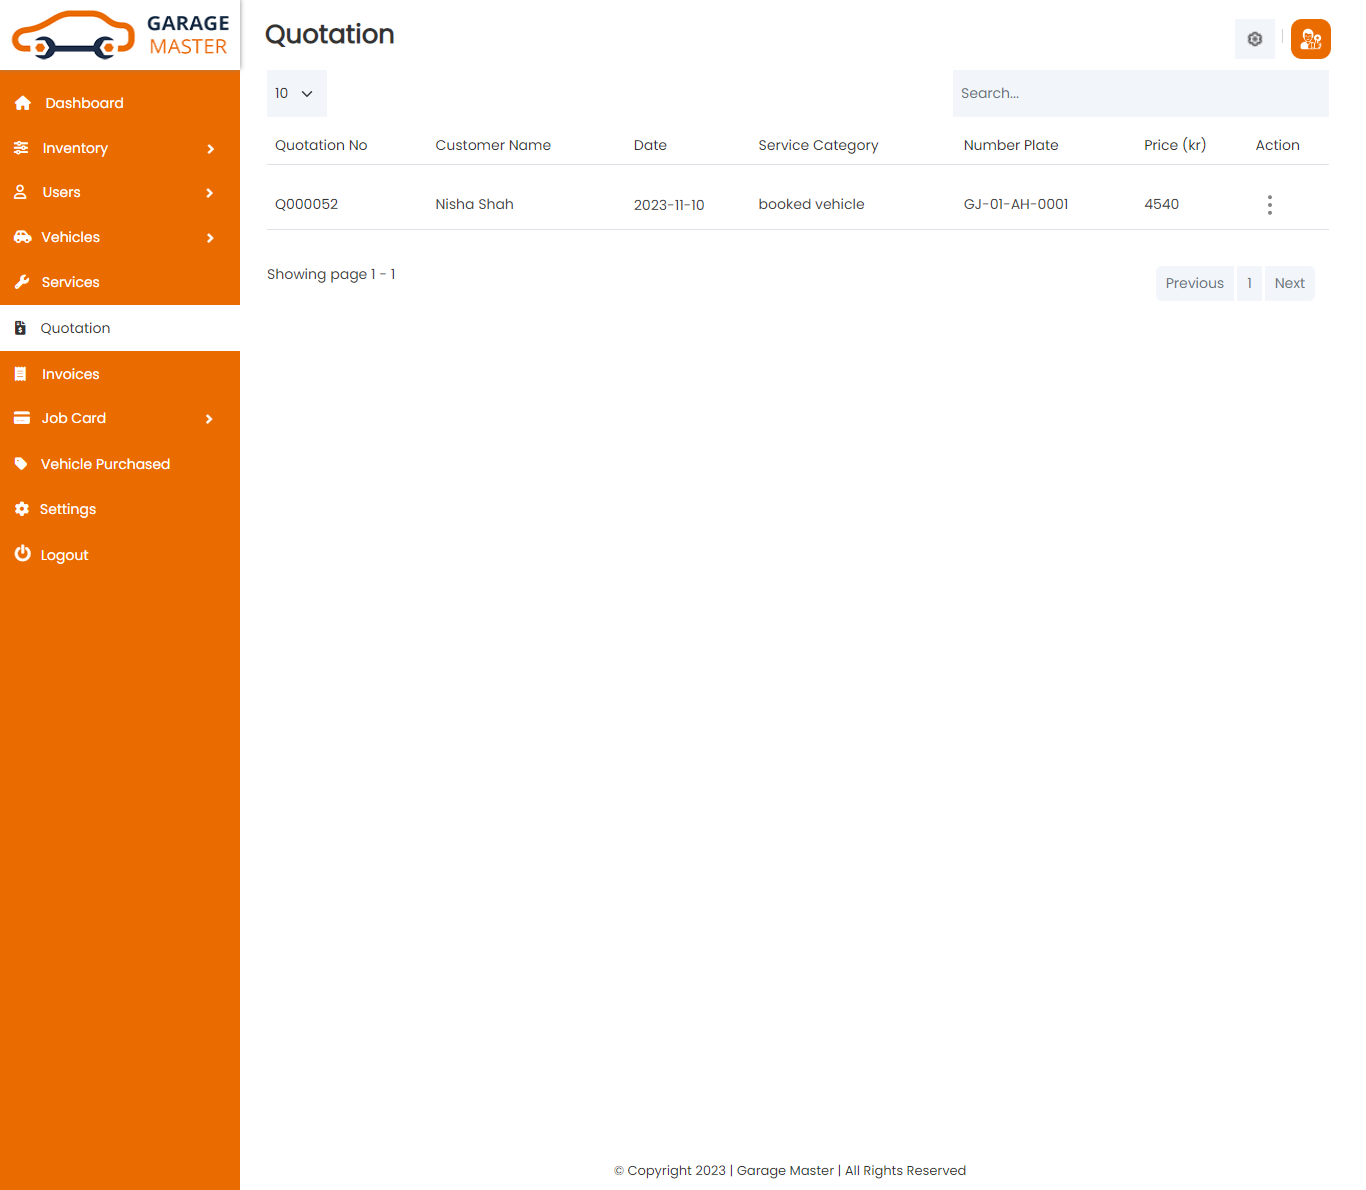 GARAGE
MASTER
Quotation
Dashboard
Inventory
Users
Vehicles
Services
Quotation
Invoices
Job Card
Vehicle Purchased
Settings
Logout
10
Search...
Quotation No Customer Name Date Service Category Number Plate Price (kr) Action
Q000052 Nisha Shah 2023-11-10 booked vehicle GJ-01-AH-0001 4540
Showing page 1 - 1
Previous 1 Next
© Copyright 2023 | Garage Master | All Rights Reserved